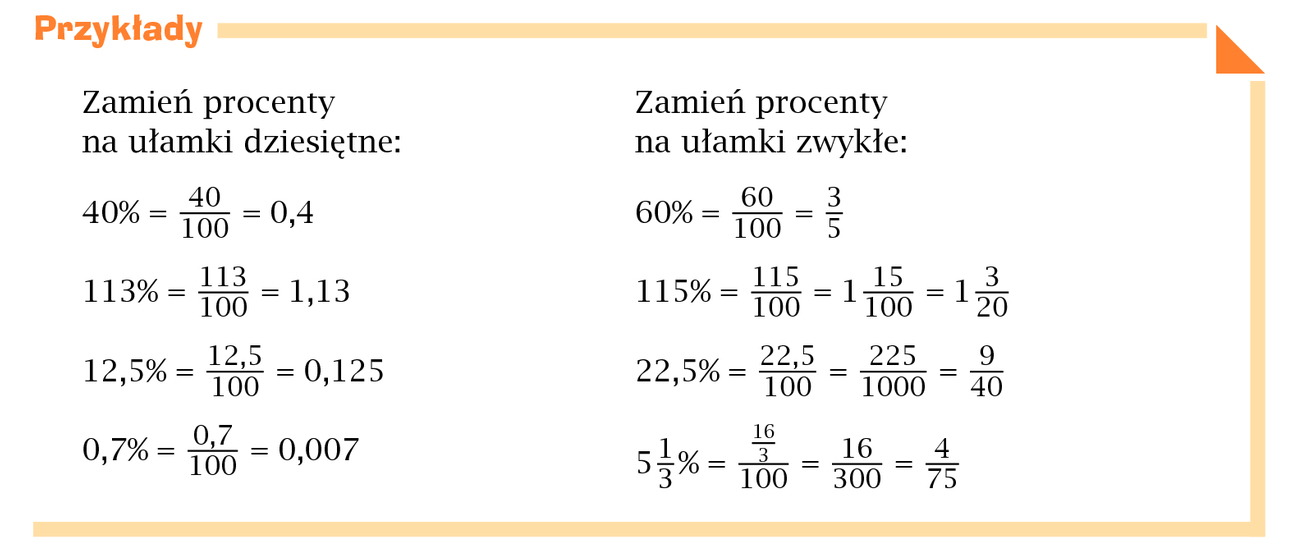 Przykłady
Zamień procenty
na ułamki dziesiętne:
40% = 40/100 = 0,4
113% = 113/100 = 1,13
12,5% = 12,5/100 = 0,125
0,7% = 0,7/100 = 0,007
Zamień procenty
na ułamki zwykłe:
60% = 60/100 = 3/5
115% = 115/100 = 1 15/100 = 1 3/20
22,5% = 22,5/100 = 225/1000 = 9/40
5 1/3% = 16/3/100 = 16/300 = 4/75